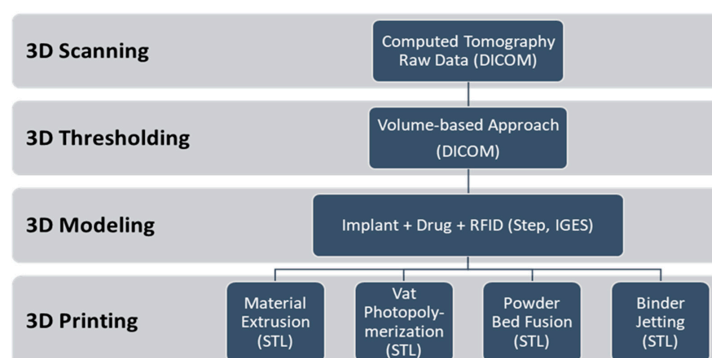 3D Scanning
Computed Tomography
Raw Data (DICOM)
3D Thresholding
Volume-based Approach
(DICOM)
3D Modeling
Implant + Drug + RFID (Step, IGES)
3D Printing
Material
Extrusion
(STL)
Vat
Photopoly-
merization
(STL)
Powder
Bed Fusion
(STL)
Binder
Jetting
(STL)